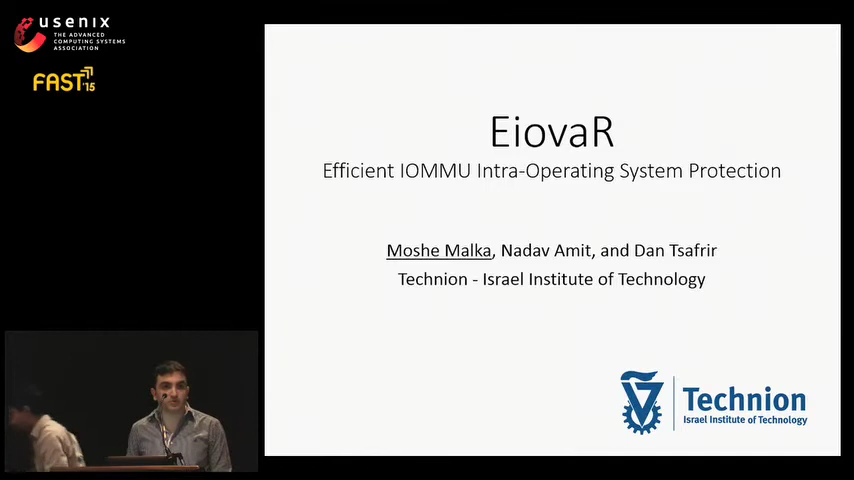 usenix
THE ADVANCED
COMPUTING SYSTEMS
ASSOCIATION
FAST '15
EiovaR
Efficient IOMMU Intra-Operating System Protection
Moshe Malka, Nadav Amit, and Dan Tsafrir
Technion - Israel Institute of Technology
Technion
Israel Institute of Technology